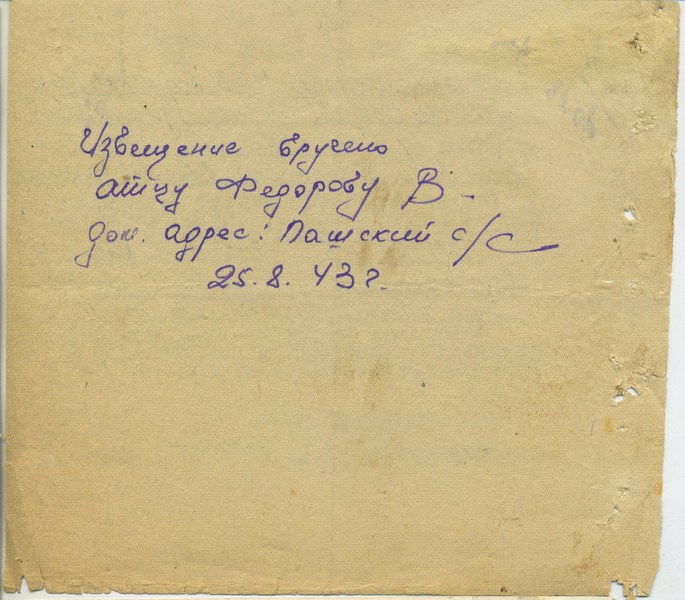 Извещение вручено
отцу Федорову В.
дом. адрес: Пашский с/с
25.8.43 г.